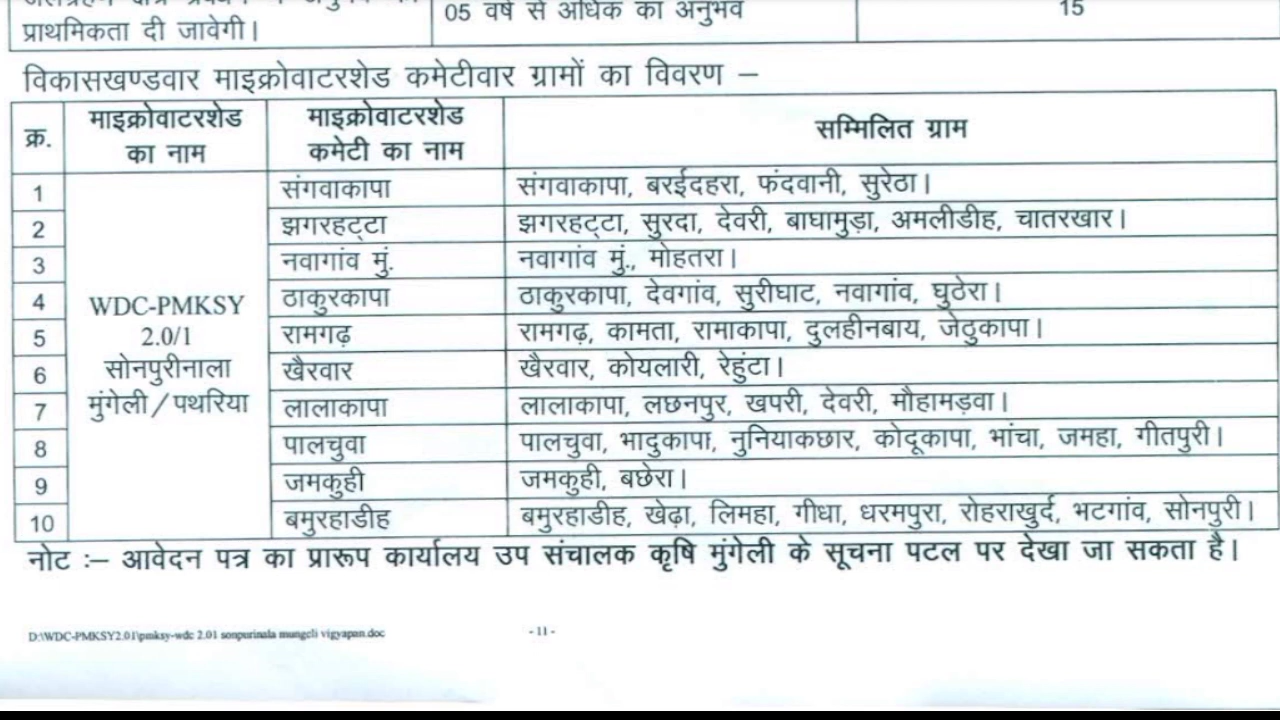 प्राथमिकता दी जावेगी।
05 वर्ष से अधिक का अनुभव
15
विकासखण्डवार माइक्रोवाटरशेड कमेटीवार ग्रामों का विवरण –
क्र. माइक्रोवाटरशेड का नाम माइक्रोवाटरशेड कमेटी का नाम सम्मिलित ग्राम
WDC-PMKSY
2.0/1
सोनपुरीनाला
मुंगेली/पथरिया
1 संगवाकापा संगवाकापा, बरईदहरा, फंदवानी, सुरेठा।
2 झगरहट्टा झगरहट्टा, सुरदा, देवरी, बाघामुड़ा, अमलीडीह, चातरखार।
3 नवागांव मुं. नवागांव मुं., मोहतरा।
4 ठाकुरकापा ठाकुरकापा, देवगांव, सुरीघाट, नवागांव, घुठेरा।
5 रामगढ़ रामगढ़, कामता, रामाकापा, दुलहीनबाय, जेठुकापा।
6 खैरवार खैरवार, कोयलारी, रेहुंटा।
7 लालाकापा लालाकापा, लछनपुर, खपरी, देवरी, मौहामड़वा।
8 पालचुवा पालचुवा, भादुकापा, नुनियाकछार, कोदूकापा, भांचा, जमहा, गीतपुरी।
9 जमकुही जमकुही, बछेरा।
10 बमुरहाडीह बमुरहाडीह, खेढ़ा, लिमहा, गीधा, धरमपुरा, रोहराखुर्द, भटगांव, सोनपुरी।
नोट :– आवेदन पत्र का प्रारूप कार्यालय उप संचालक कृषि मुंगेली के सूचना पटल पर देखा जा सकता है।
D:\WDC-PMKSY2.01\pmksy-wdc 2.01 sonpurinala mungeli vigyapan.doc
- 11 -